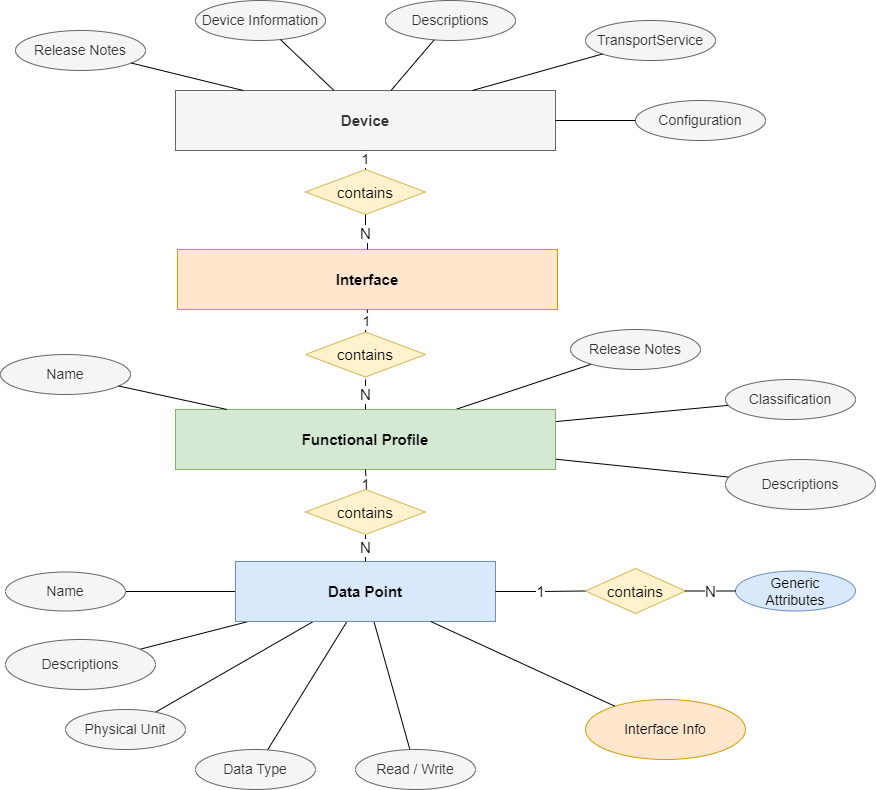 Device Information
Descriptions
Release Notes
TransportService
Device
Configuration
1
contains
N
Interface
1
contains
Release Notes
Name
N
Classification
Functional Profile
Descriptions
1
contains
N
Name
Data Point
1
contains
N
Generic
Attributes
Descriptions
Physical Unit
Interface Info
Data Type
Read / Write